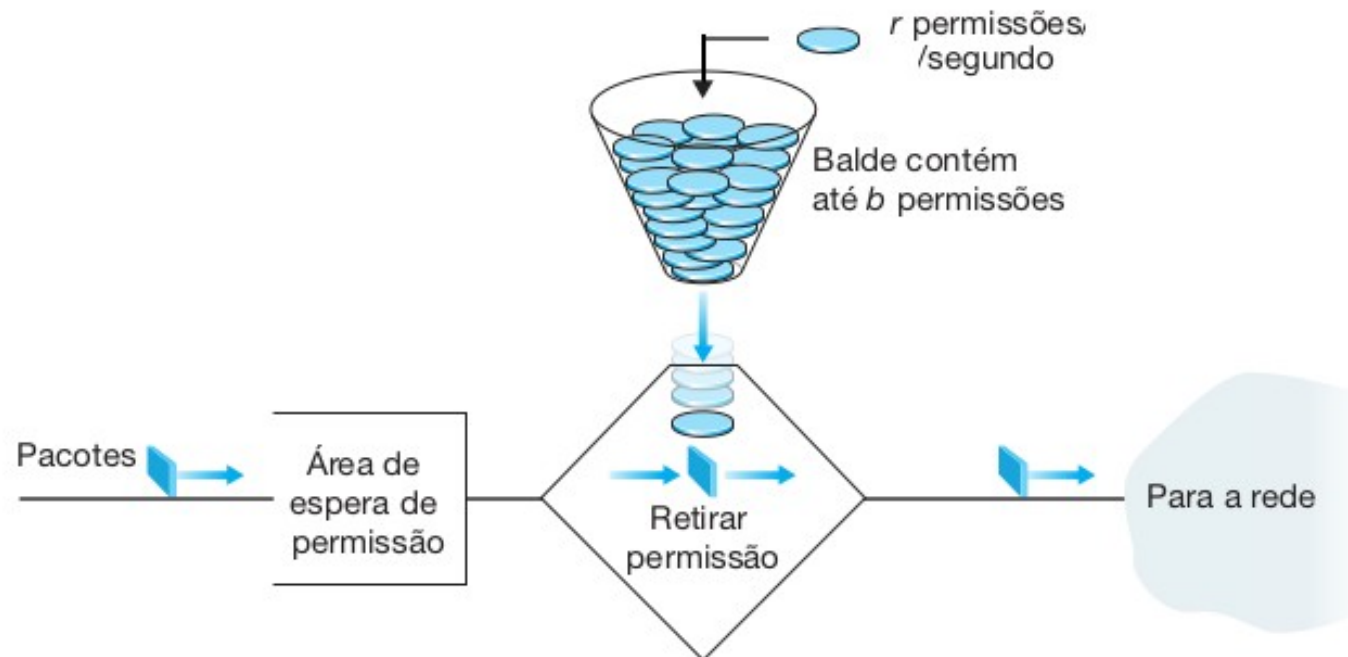 r permissões/
/segundo
Balde contém
até b permissões
Pacotes
Área de
espera de
permissão
Retirar
permissão
Para a rede